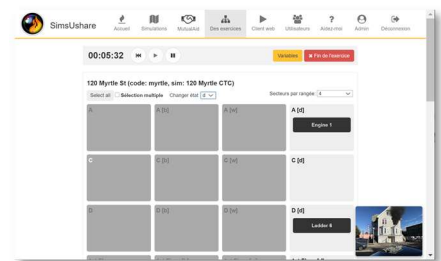 SimsUshare
Accueil
Simulations
MutualAid
Des exercices
Client web
Utilisateurs
Aidez-moi
Admin
Déconnexion
00:05:32
Variables
× Fin de l'exercice
120 Myrtle St (code: myrtle, sim: 120 Myrtle CTC)
Select all
Sélection multiple
Changer état d
Secteurs par rangée 4
A
A [b]
A [w]
A [d]
Engine 1
C
C [b]
C [w]
C [d]
D
D [b]
D [w]
D [d]
Ladder 6